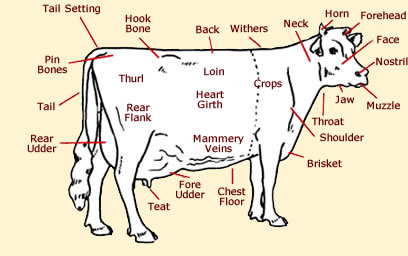 Tail Setting
Hook
Bone
Back
Withers
Horn
Forehead
Neck
Face
Pin
Bones
Nostril
Thurl
Loin
Crops
Tail
Heart
Girth
Jaw
Muzzle
Rear
Flank
Throat
Shoulder
Rear
Udder
Mammery
Veins
Brisket
Fore
Udder
Chest
Floor
Teat